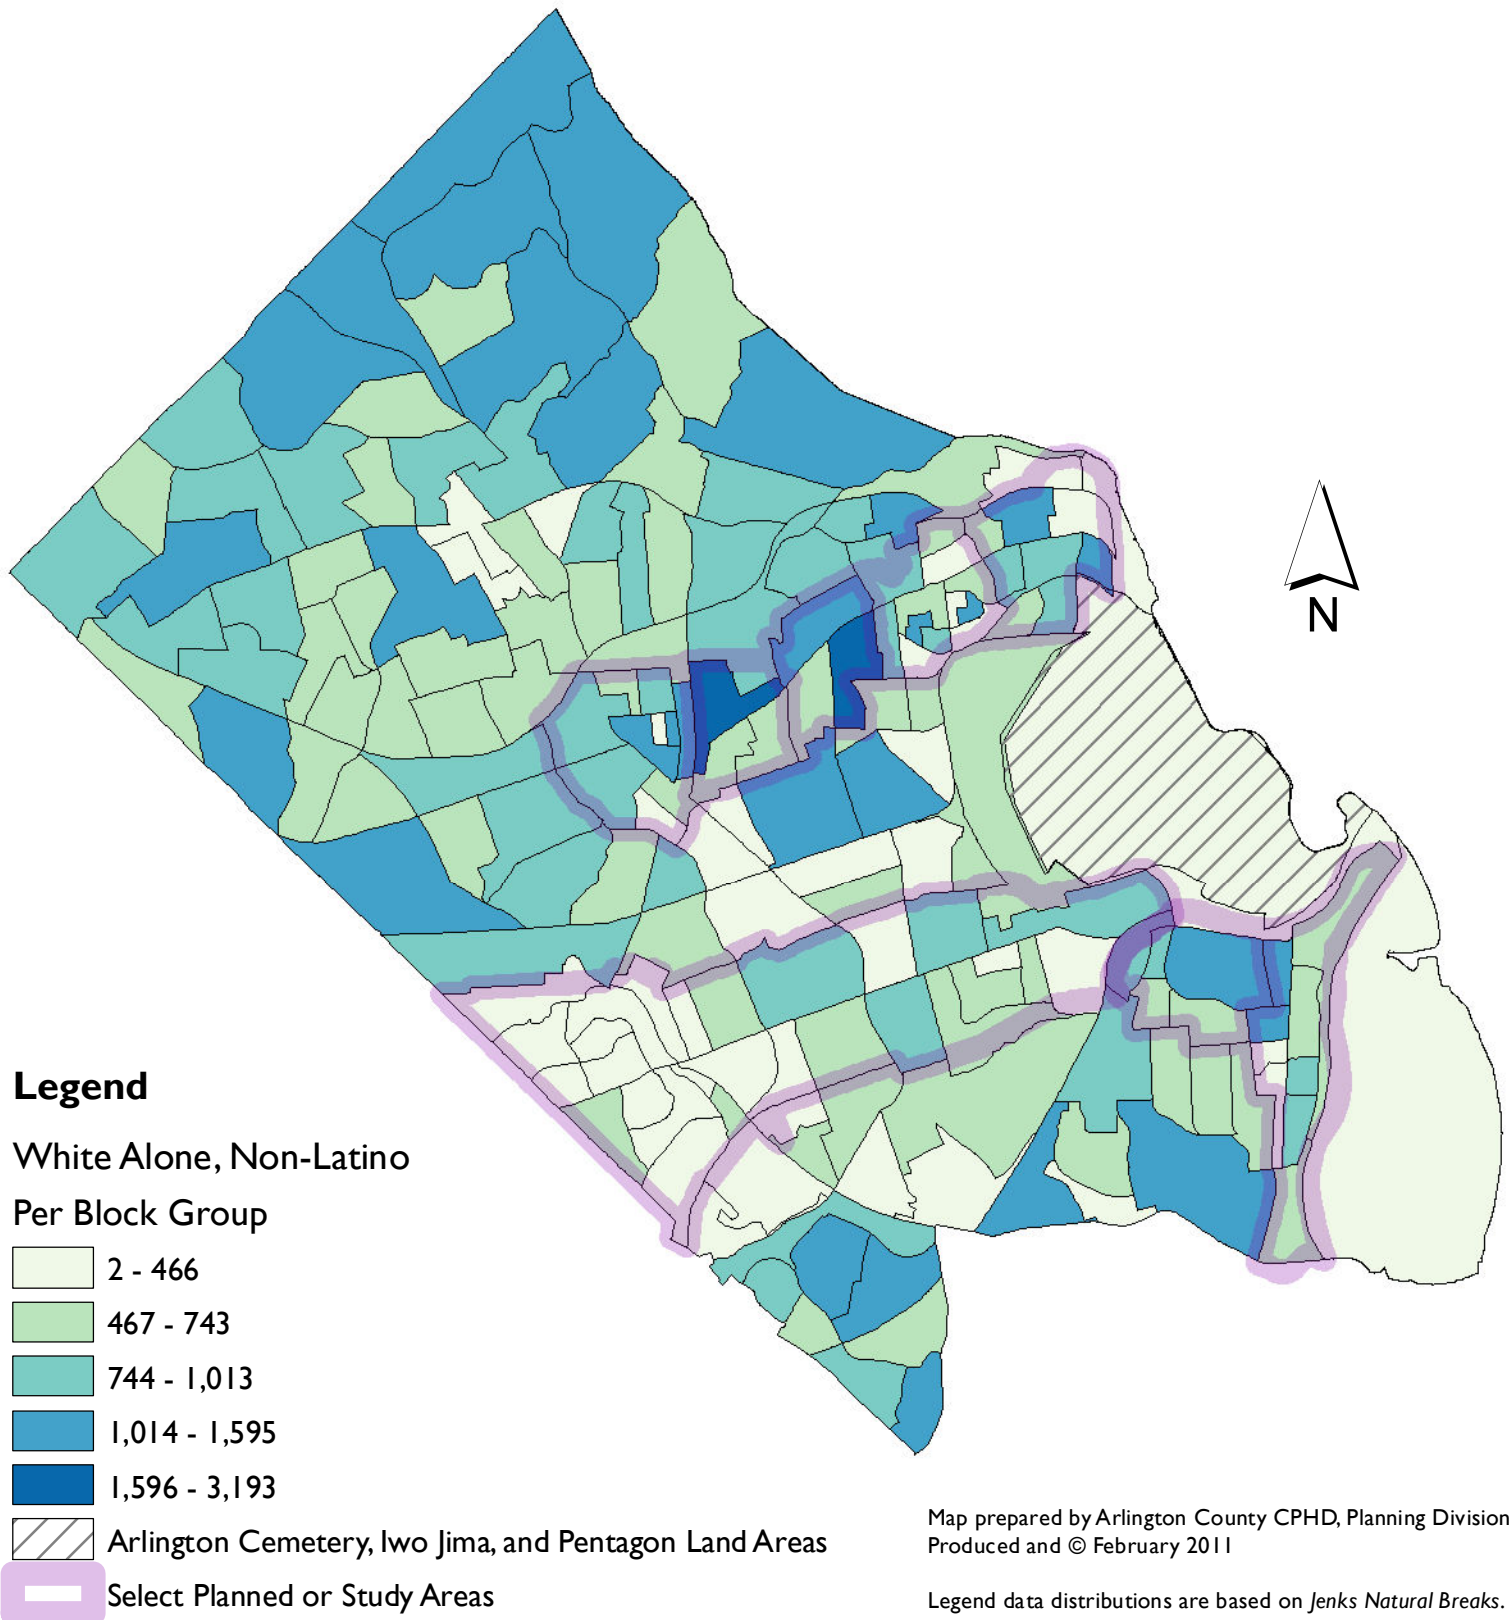 N
Legend
White Alone, Non-Latino
Per Block Group
2 - 466
467 - 743
744 - 1,013
1,014 - 1,595
1,596 - 3,193
Arlington Cemetery, Iwo Jima, and Pentagon Land Areas
Select Planned or Study Areas
Map prepared by Arlington County CPHD, Planning Division
Produced and © February 2011
Legend data distributions are based on Jenks Natural Breaks.